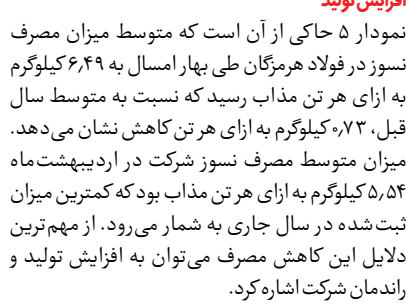 افزایش تولید
نمودار ۵ حاکی از آن است که متوسط میزان مصرف
نسوز در فولاد هرمزگان طی بهار امسال به ۶٫۴۹ کیلوگرم
به ازای هر تن مذاب رسید که نسبت به متوسط سال
قبل، ۰٫۷۳ کیلوگرم به ازای هر تن کاهش نشان می‌دهد.
میزان متوسط مصرف نسوز شرکت در اردیبهشت‌ماه
۵٫۵۴ کیلوگرم به ازای هر تن مذاب بود که کمترین میزان
ثبت‌شده در سال جاری به شمار می‌رود. از مهم‌ترین
دلایل این کاهش مصرف می‌توان به افزایش تولید و
راندمان شرکت اشاره کرد.